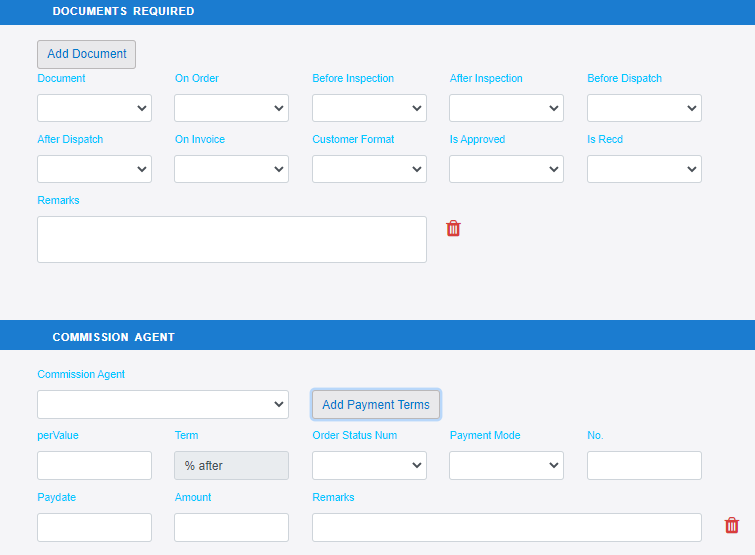 DOCUMENTS REQUIRED
Add Document
Document On Order Before Inspection After Inspection Before Dispatch
After Dispatch On Invoice Customer Format Is Approved Is Recd
Remarks
COMMISSION AGENT
Commission Agent
Add Payment Terms
perValue Term Order Status Num Payment Mode No.
% after
Paydate Amount Remarks